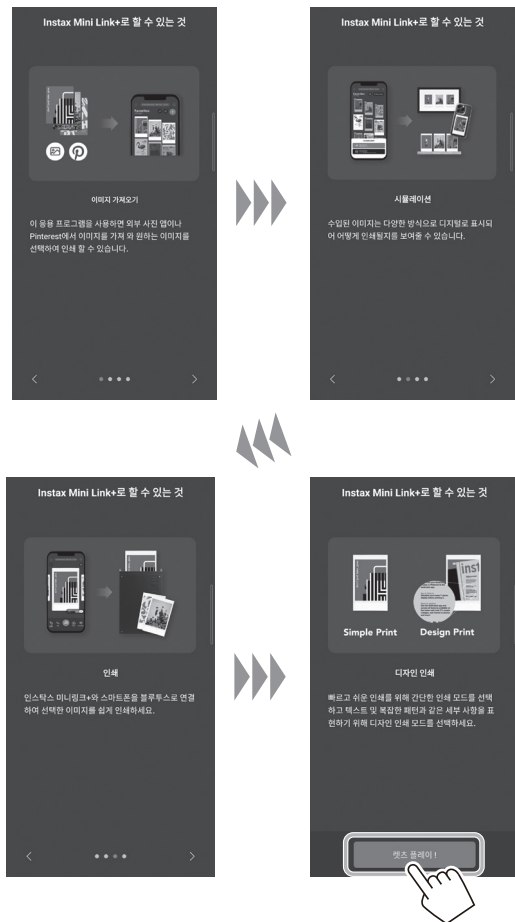 Instax Mini Link+로 할 수 있는 것
이미지 가져오기
이 응용 프로그램을 사용하면 외부 사진 앱이나
Pinterest에서 이미지를 가져 와 원하는 이미지를
선택하여 인쇄 할 수 있습니다.
Instax Mini Link+로 할 수 있는 것
시뮬레이션
수입된 이미지는 다양한 방식으로 디지털로 표시되
어 어떻게 인쇄될지를 보여줄 수 있습니다.
Instax Mini Link+로 할 수 있는 것
인쇄
인스탁스 미니링크+와 스마트폰을 블루투스로 연결
하여 선택한 이미지를 쉽게 인쇄하세요.
Instax Mini Link+로 할 수 있는 것
inst
Simple Print
Design Print
디자인 인쇄
빠르고 쉬운 인쇄를 위해 간단한 인쇄 모드를 선택
하고 텍스트 및 복잡한 패턴과 같은 세부 사항을 표
현하기 위해 디자인 인쇄 모드를 선택하세요.
렛츠 플레이 !